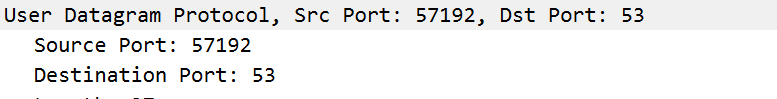 User Datagram Protocol, Src Port: 57192, Dst Port: 53
Source Port: 57192
Destination Port: 53